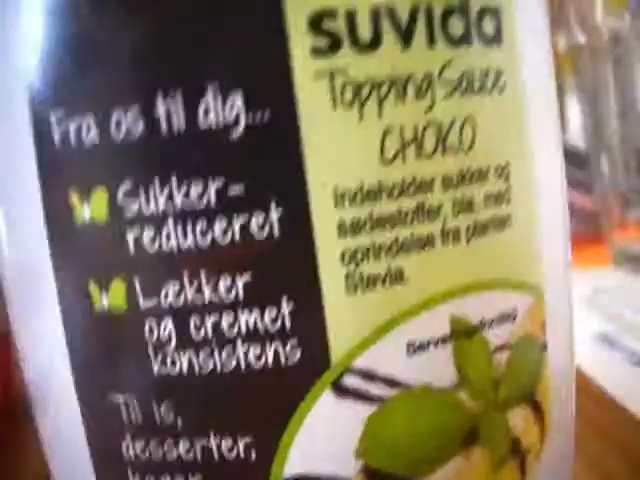 suvida
Topping Sauce
CHOKO
Indeholder sukker og
sødestoffer, bla. med
oprindelse fra planten
Stevia.
Fra os til dig...
Sukker-
reduceret
Lækker
og cremet
konsistens
Til is,
desserter,